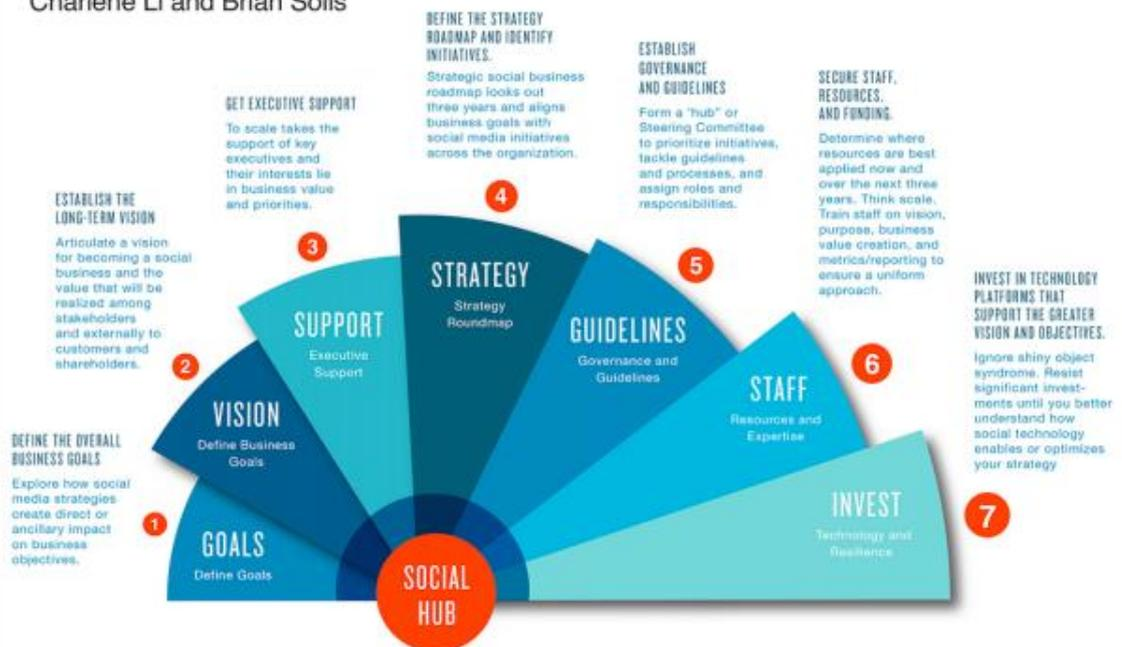 Charlene Li and Brian Solis
DEFINE THE OVERALL
BUSINESS GOALS
Explore how social
media strategies
create direct or
ancillary impact
on business
objectives.
1
GOALS
Define Goals
ESTABLISH THE
LONG-TERM VISION
Articulate a vision
for becoming a social
business and the
value that will be
realized among
stakeholders
and externally to
customers and
shareholders.
2
VISION
Define Business
Goals
GET EXECUTIVE SUPPORT
To scale takes the
support of key
executives and
their interests lie
in business value
and priorities.
3
SUPPORT
Executive
Support
DEFINE THE STRATEGY
ROADMAP AND IDENTIFY
INITIATIVES.
Strategic social business
roadmap looks out
three years and aligns
business goals with
social media initiatives
across the organization.
4
STRATEGY
Strategy
Roundmap
ESTABLISH
GOVERNANCE
AND GUIDELINES
Form a "hub" or
Steering Committee
to prioritize initiatives,
tackle guidelines
and processes, and
assign roles and
responsibilities.
5
GUIDELINES
Governance and
Guidelines
SECURE STAFF,
RESOURCES,
AND FUNDING.
Determine where
resources are best
applied now and
over the next three
years. Think scale.
Train staff on vision,
purpose, business
value creation, and
metrics/reporting to
ensure a uniform
approach.
6
STAFF
Resources and
Expertise
INVEST IN TECHNOLOGY
PLATFORMS THAT
SUPPORT THE GREATER
VISION AND OBJECTIVES.
Ignore shiny object
syndrome. Resist
significant invest-
ments until you better
understand how
social technology
enables or optimizes
your strategy
7
INVEST
Technology and
Resilience
SOCIAL
HUB